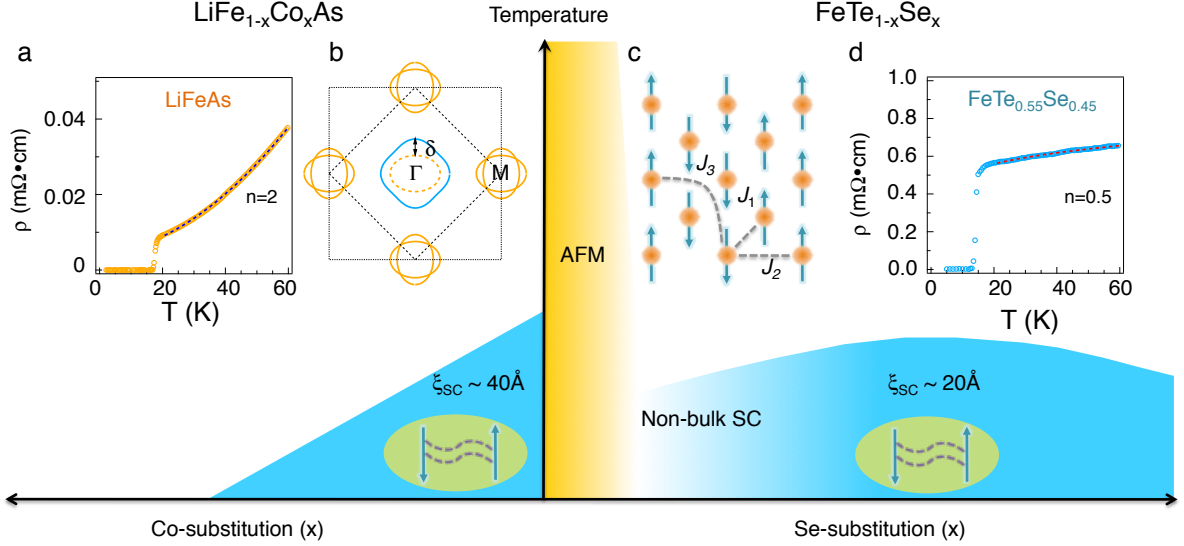 LiFe1-xCoxAs
Temperature
FeTe1-xSex
a
LiFeAs
ρ (mΩ•cm)
0.04
0.02
0
n=2
0
20
40
60
T (K)
b
δ
Γ
M
AFM
c
J3
J1
J2
d
FeTe0.55Se0.45
ρ (mΩ•cm)
1.0
0.8
0.6
0.4
0.2
0.0
n=0.5
0
20
40
60
T (K)
ξSC ~ 40Å
Non-bulk SC
ξSC ~ 20Å
Co-substitution (x)
Se-substitution (x)